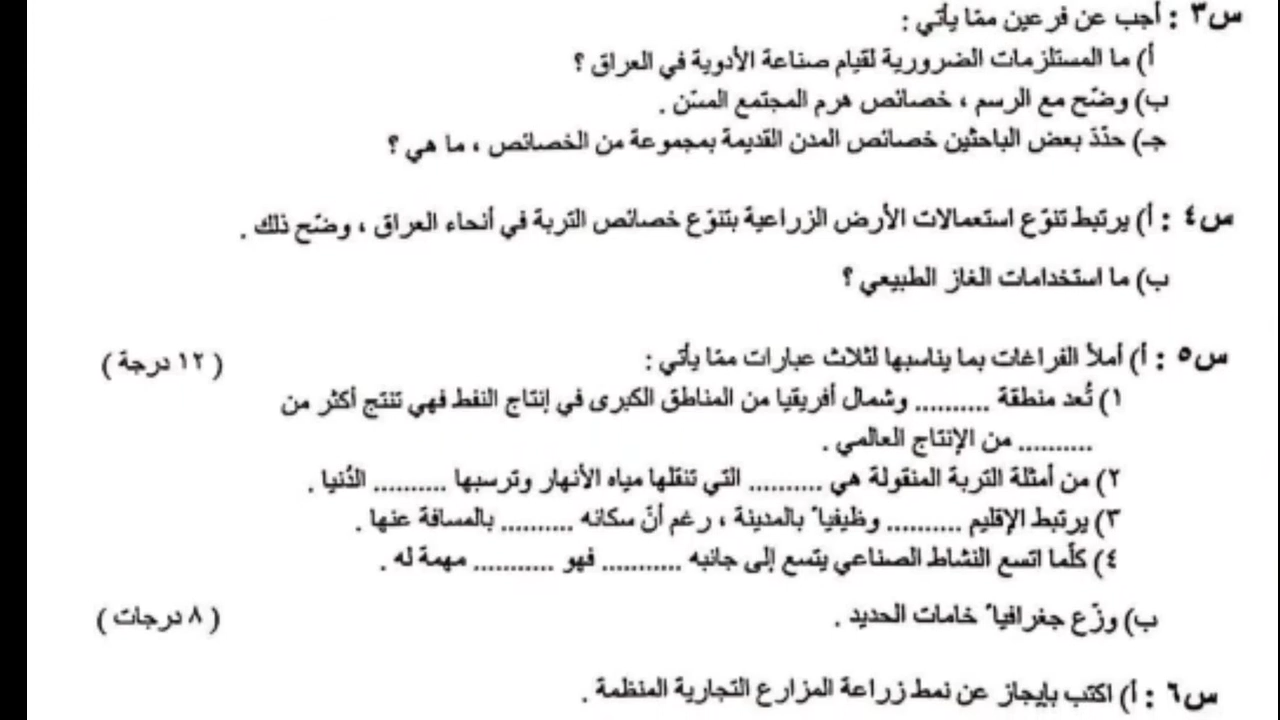 س٣ : أجب عن فرعين ممّا يأتي :
أ) ما المستلزمات الضرورية لقيام صناعة الأدوية في العراق ؟
ب) وضّح مع الرسم ، خصائص هرم المجتمع المسّن .
جـ) حدّد بعض الباحثين خصائص المدن القديمة بمجموعة من الخصائص ، ما هي ؟
س٤ : أ) يرتبط تنوّع استعمالات الأرض الزراعية بتنوّع خصائص التربة في أنحاء العراق ، وضّح ذلك .
ب) ما استخدامات الغاز الطبيعي ؟
س٥ : أ) أملأ الفراغات بما يناسبها لثلاث عبارات ممّا يأتي : ( ١٢ درجة )
١) تُعد منطقة .......... وشمال أفريقيا من المناطق الكبرى في إنتاج النفط فهي تنتج أكثر من
.......... من الإنتاج العالمي .
٢) من أمثلة التربة المنقولة هي .......... التي تنقلها مياه الأنهار وترسبها .......... الدُنيا .
٣) يرتبط الإقليم .......... وظيفياً بالمدينة ، رغم أنّ سكانه .......... بالمسافة عنها .
٤) كلّما اتسع النشاط الصناعي يتسع إلى جانبه ........... فهو ........... مهمة له .
ب) وزّع جغرافياً خامات الحديد . ( ٨ درجات )
س٦ : أ) اكتب بإيجاز عن نمط زراعة المزارع التجارية المنظمة .